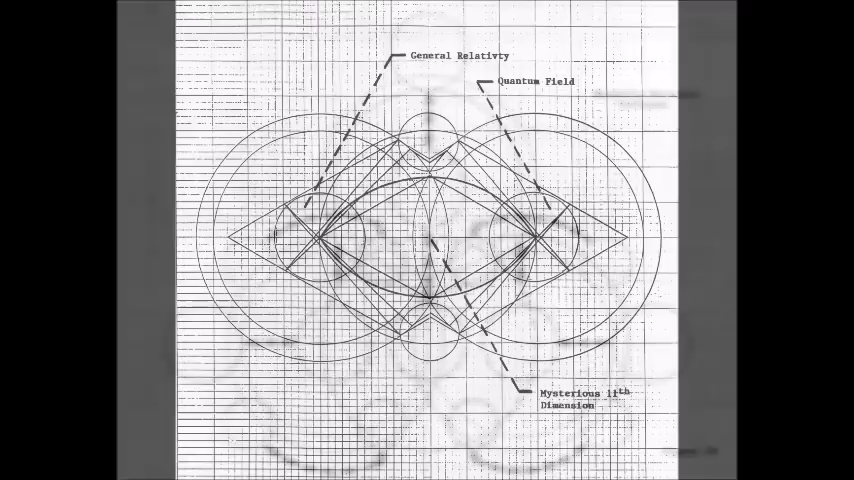 General Relativty
Quantum Field
Mysterious 11th
Dimension